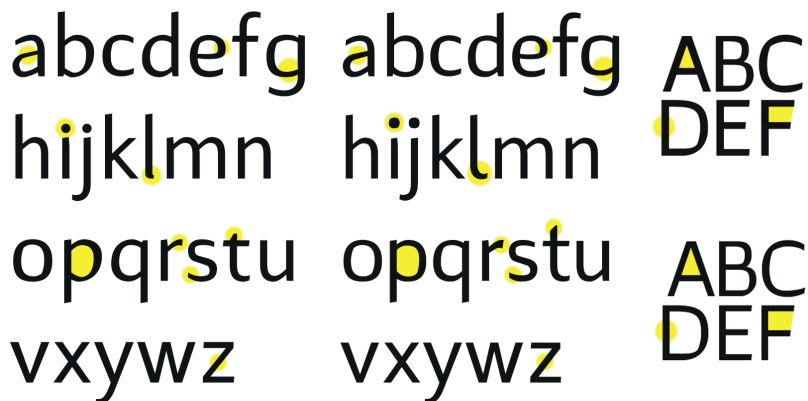 abcdefg
hijklmn
opqrstu
vxywz
abcdefg
hijklmn
opqrstu
vxywz
ABC
DEF
ABC
DEF